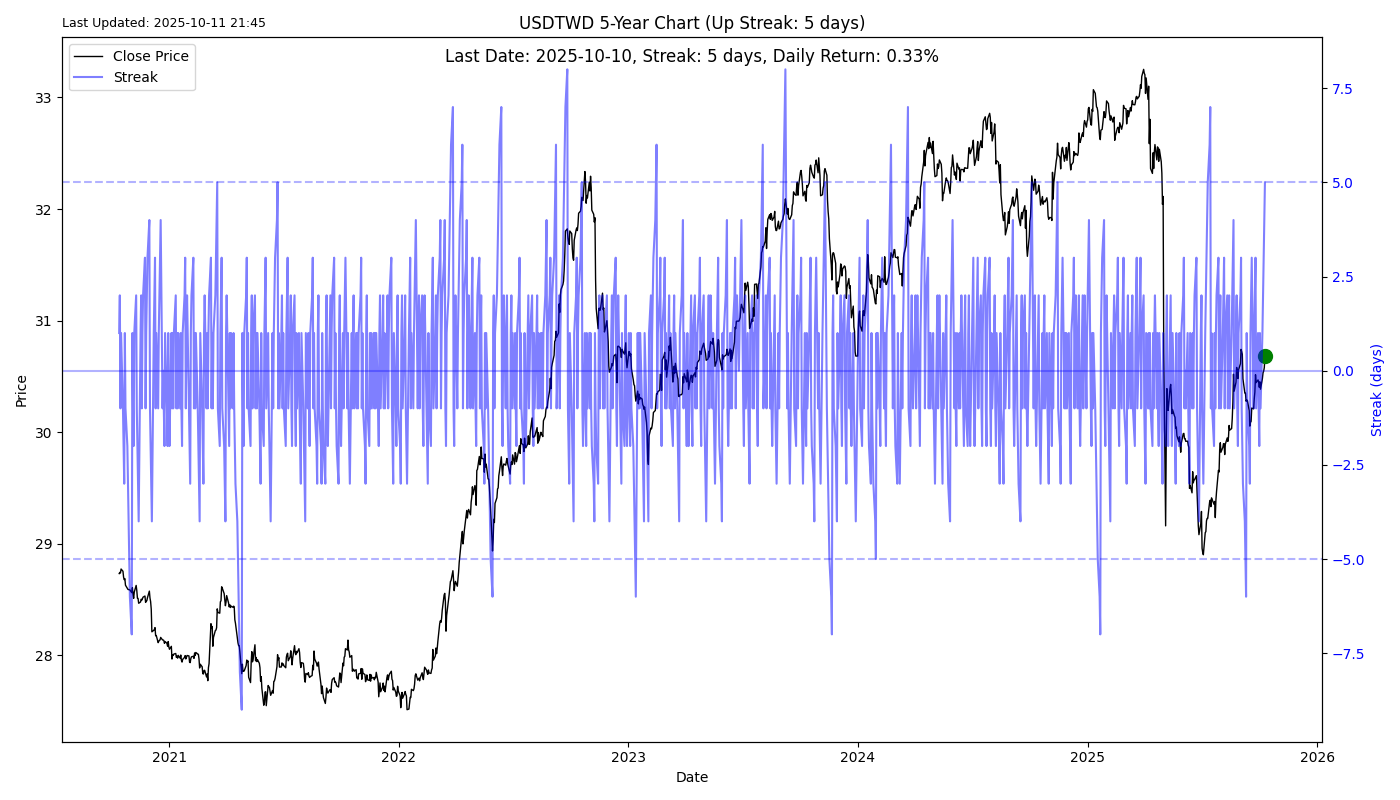 Last Updated: 2025-10-11 21:45
USDTWD 5-Year Chart (Up Streak: 5 days)
Last Date: 2025-10-10, Streak: 5 days, Daily Return: 0.33%
Close Price
Streak
33
32
31
30
29
28
Price
7.5
5.0
2.5
0.0
−2.5
−5.0
−7.5
Streak (days)
2021
2022
2023
2024
2025
2026
Date